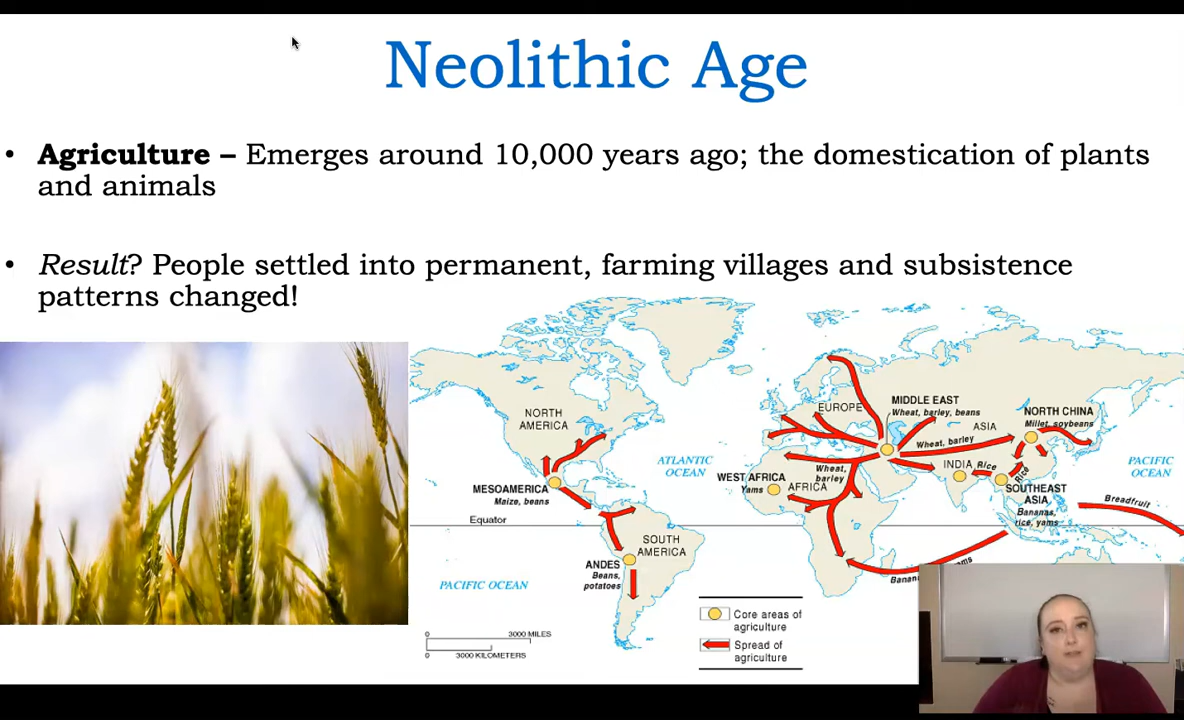 Neolithic Age
• Agriculture – Emerges around 10,000 years ago; the domestication of plants
and animals
• Result? People settled into permanent, farming villages and subsistence
patterns changed!
NORTH
AMERICA
MESOAMERICA
Maize, beans
Equator
ATLANTIC
OCEAN
SOUTH
AMERICA
ANDES
Beans,
potatoes
PACIFIC OCEAN
0 3000 MILES
0 3000 KILOMETERS
EUROPE
MIDDLE EAST
Wheat, barley, beans
ASIA
NORTH CHINA
Millet, soybeans
Wheat, barley
WEST AFRICA
Yams
AFRICA
Wheat,
barley
INDIA
Rice
Rice
SOUTHEAST
ASIA
Bananas,
rice, yams
PACIFIC
OCEAN
Breadfruit
Core areas of
agriculture
Spread of
agriculture